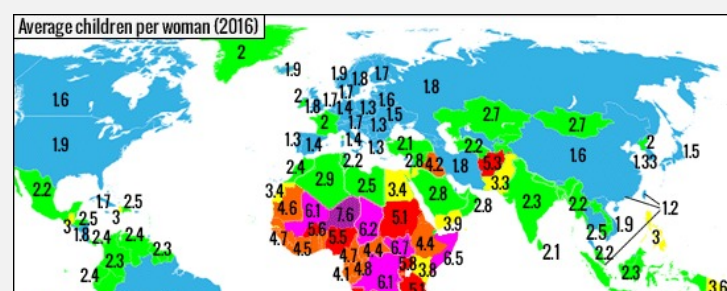 Average children per woman (2016)
2
1.9 1.9 1.8 1.7
1.6 2 1.8 1.7 1.7 1.4 1.3 1.6 1.8
1.9 2 1.7 1.3 1.5 2.7 2.7
1.3 1.4 1.4 1.3 2.1 2.2 1.6 2 1.33 1.5
2.4 2.2 2.8 4.2 1.8 5.3
2.2 2.9 2.5 3.4 2.8 3.3
1.7 2.5 3.4 4.6 6.1 7.6 2.8 2.3 2.2 1.2
3 2.5 3 5.6 6.2 5.1 3.9 1.9
1.8 2.4 2.4 4.7 4.5 5.5 4.4 2.5 3
2.3 2.3 4.7 4.4 6.7 6.5 2.1 2.2
2.4 4.1 4.8 5.8 3.8 2.3
6.1 5.1 3.6